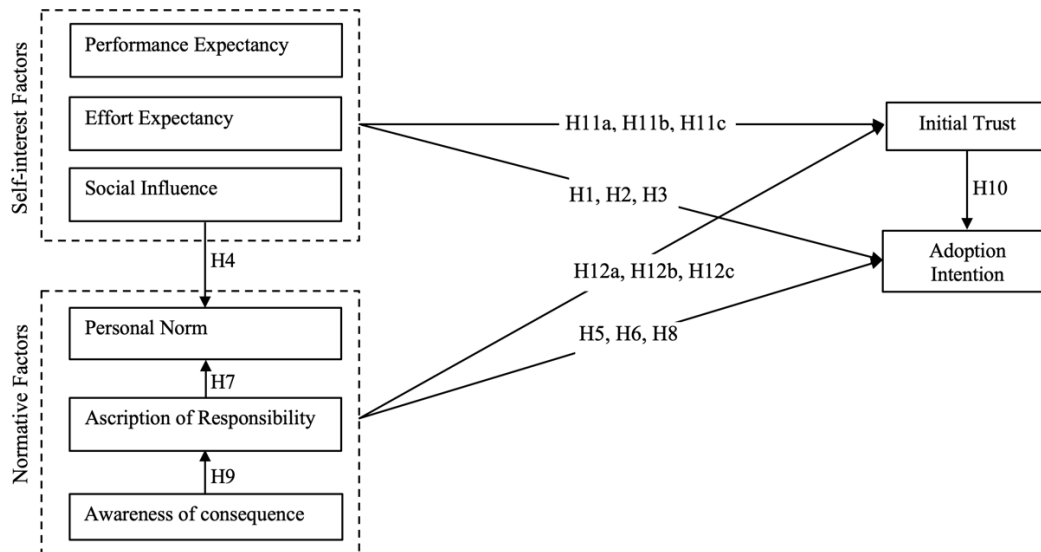 Self-interest Factors
Performance Expectancy
Effort Expectancy
Social Influence
H4
Normative Factors
Personal Norm
H7
Ascription of Responsibility
H9
Awareness of consequence
H11a, H11b, H11c
H1, H2, H3
H12a, H12b, H12c
H5, H6, H8
Initial Trust
H10
Adoption
Intention